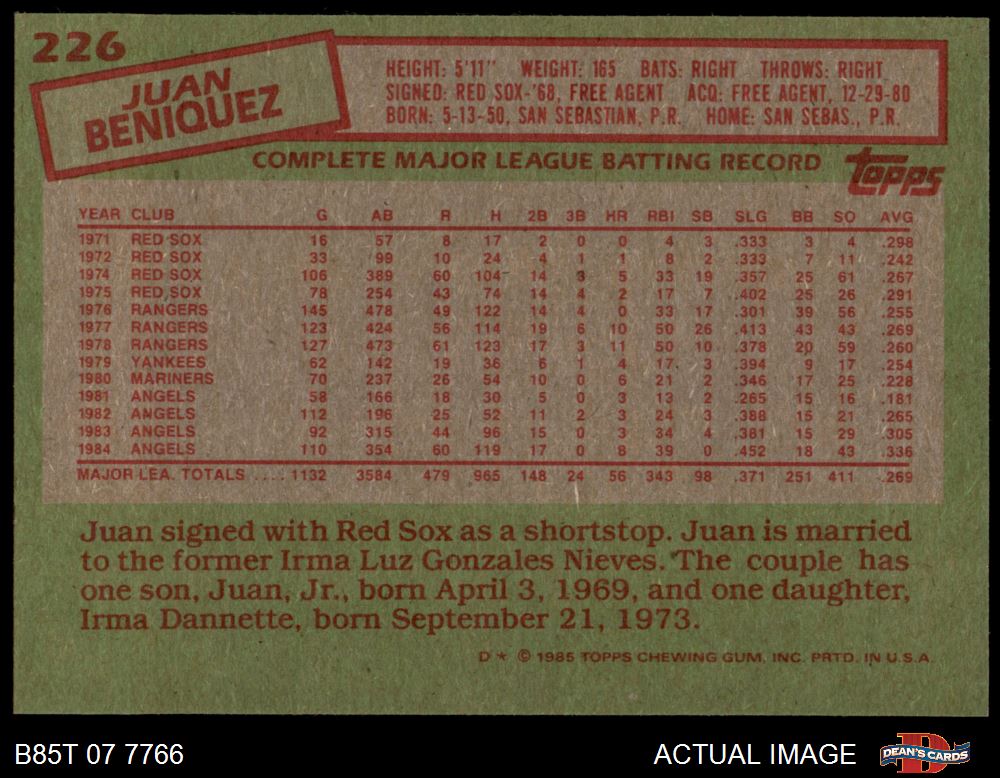 226
JUAN
BENIQUEZ
HEIGHT: 5'11" WEIGHT: 165 BATS: RIGHT THROWS: RIGHT
SIGNED: RED SOX-'68, FREE AGENT ACQ: FREE AGENT, 12-29-80
BORN: 5-13-50, SAN SEBASTIAN, P.R. HOME: SAN SEBAS., P.R.
COMPLETE MAJOR LEAGUE BATTING RECORD
Topps
YEAR CLUB G AB R H 2B 3B HR RBI SB SLG BB SO AVG
1971 RED SOX 16 57 8 17 2 0 0 4 3 .333 3 4 .298
1972 RED SOX 33 99 10 24 4 1 1 8 2 .333 7 11 .242
1974 RED SOX 106 389 60 104 14 3 5 33 19 .357 25 61 .267
1975 RED SOX 78 254 43 74 14 4 2 17 7 .402 25 26 .291
1976 RANGERS 145 478 49 122 14 4 0 33 17 .301 39 56 .255
1977 RANGERS 123 424 56 114 19 6 10 50 26 .413 43 43 .269
1978 RANGERS 127 473 61 123 17 3 11 50 10 .378 20 59 .260
1979 YANKEES 62 142 19 36 6 1 4 17 3 .394 9 17 .254
1980 MARINERS 70 237 26 54 10 0 6 21 2 .346 17 25 .228
1981 ANGELS 58 166 18 30 5 0 3 13 2 .265 15 16 .181
1982 ANGELS 112 196 25 52 11 2 3 24 3 .388 15 21 .265
1983 ANGELS 92 315 44 96 15 0 3 34 4 .381 15 29 .305
1984 ANGELS 110 354 60 119 17 0 8 39 0 .452 18 43 .336
MAJOR LEA. TOTALS .... 1132 3584 479 965 148 24 56 343 98 .371 251 411 .269
Juan signed with Red Sox as a shortstop. Juan is married
to the former Irma Luz Gonzales Nieves. The couple has
one son, Juan, Jr., born April 3, 1969, and one daughter,
Irma Dannette, born September 21, 1973.
D* © 1985 TOPPS CHEWING GUM, INC. PRTD. IN U.S.A.
B85T 07 7766
ACTUAL IMAGE
DEAN'S CARDS